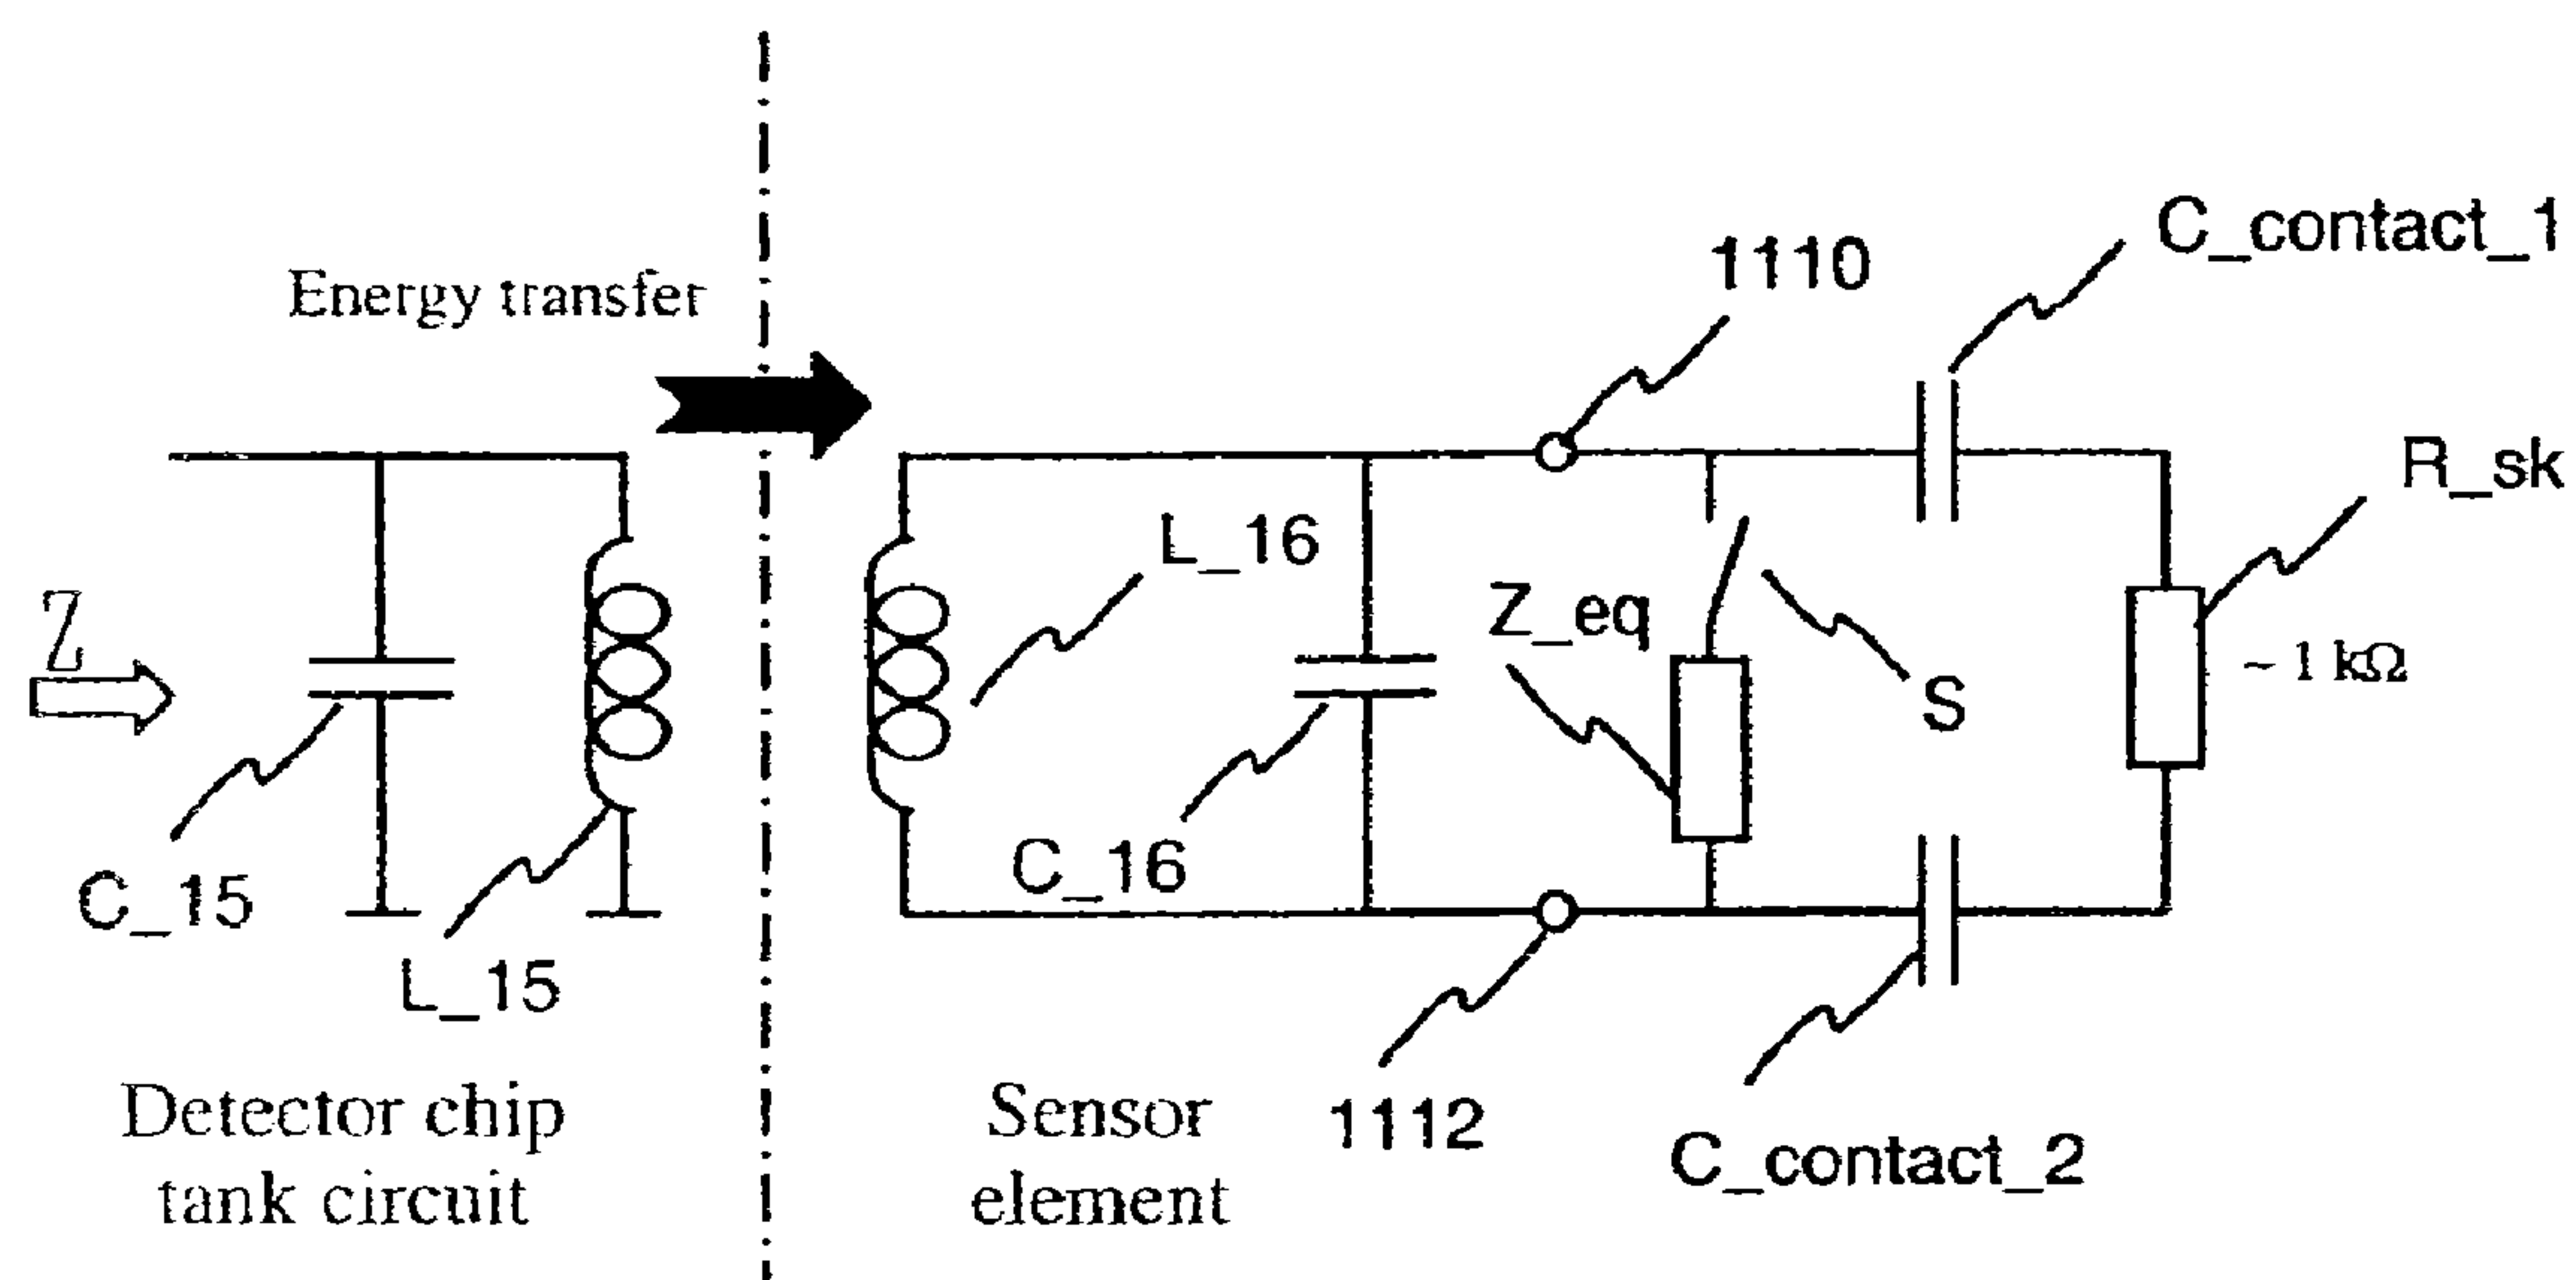 C_contact_1
1110
Energy transfer
R_sk
L_16
Z_eq
Z
~ 1 kΩ
S
C_16
C_15
L_15
Detector chip
tank circuit
Sensor
element
1112
C_contact_2